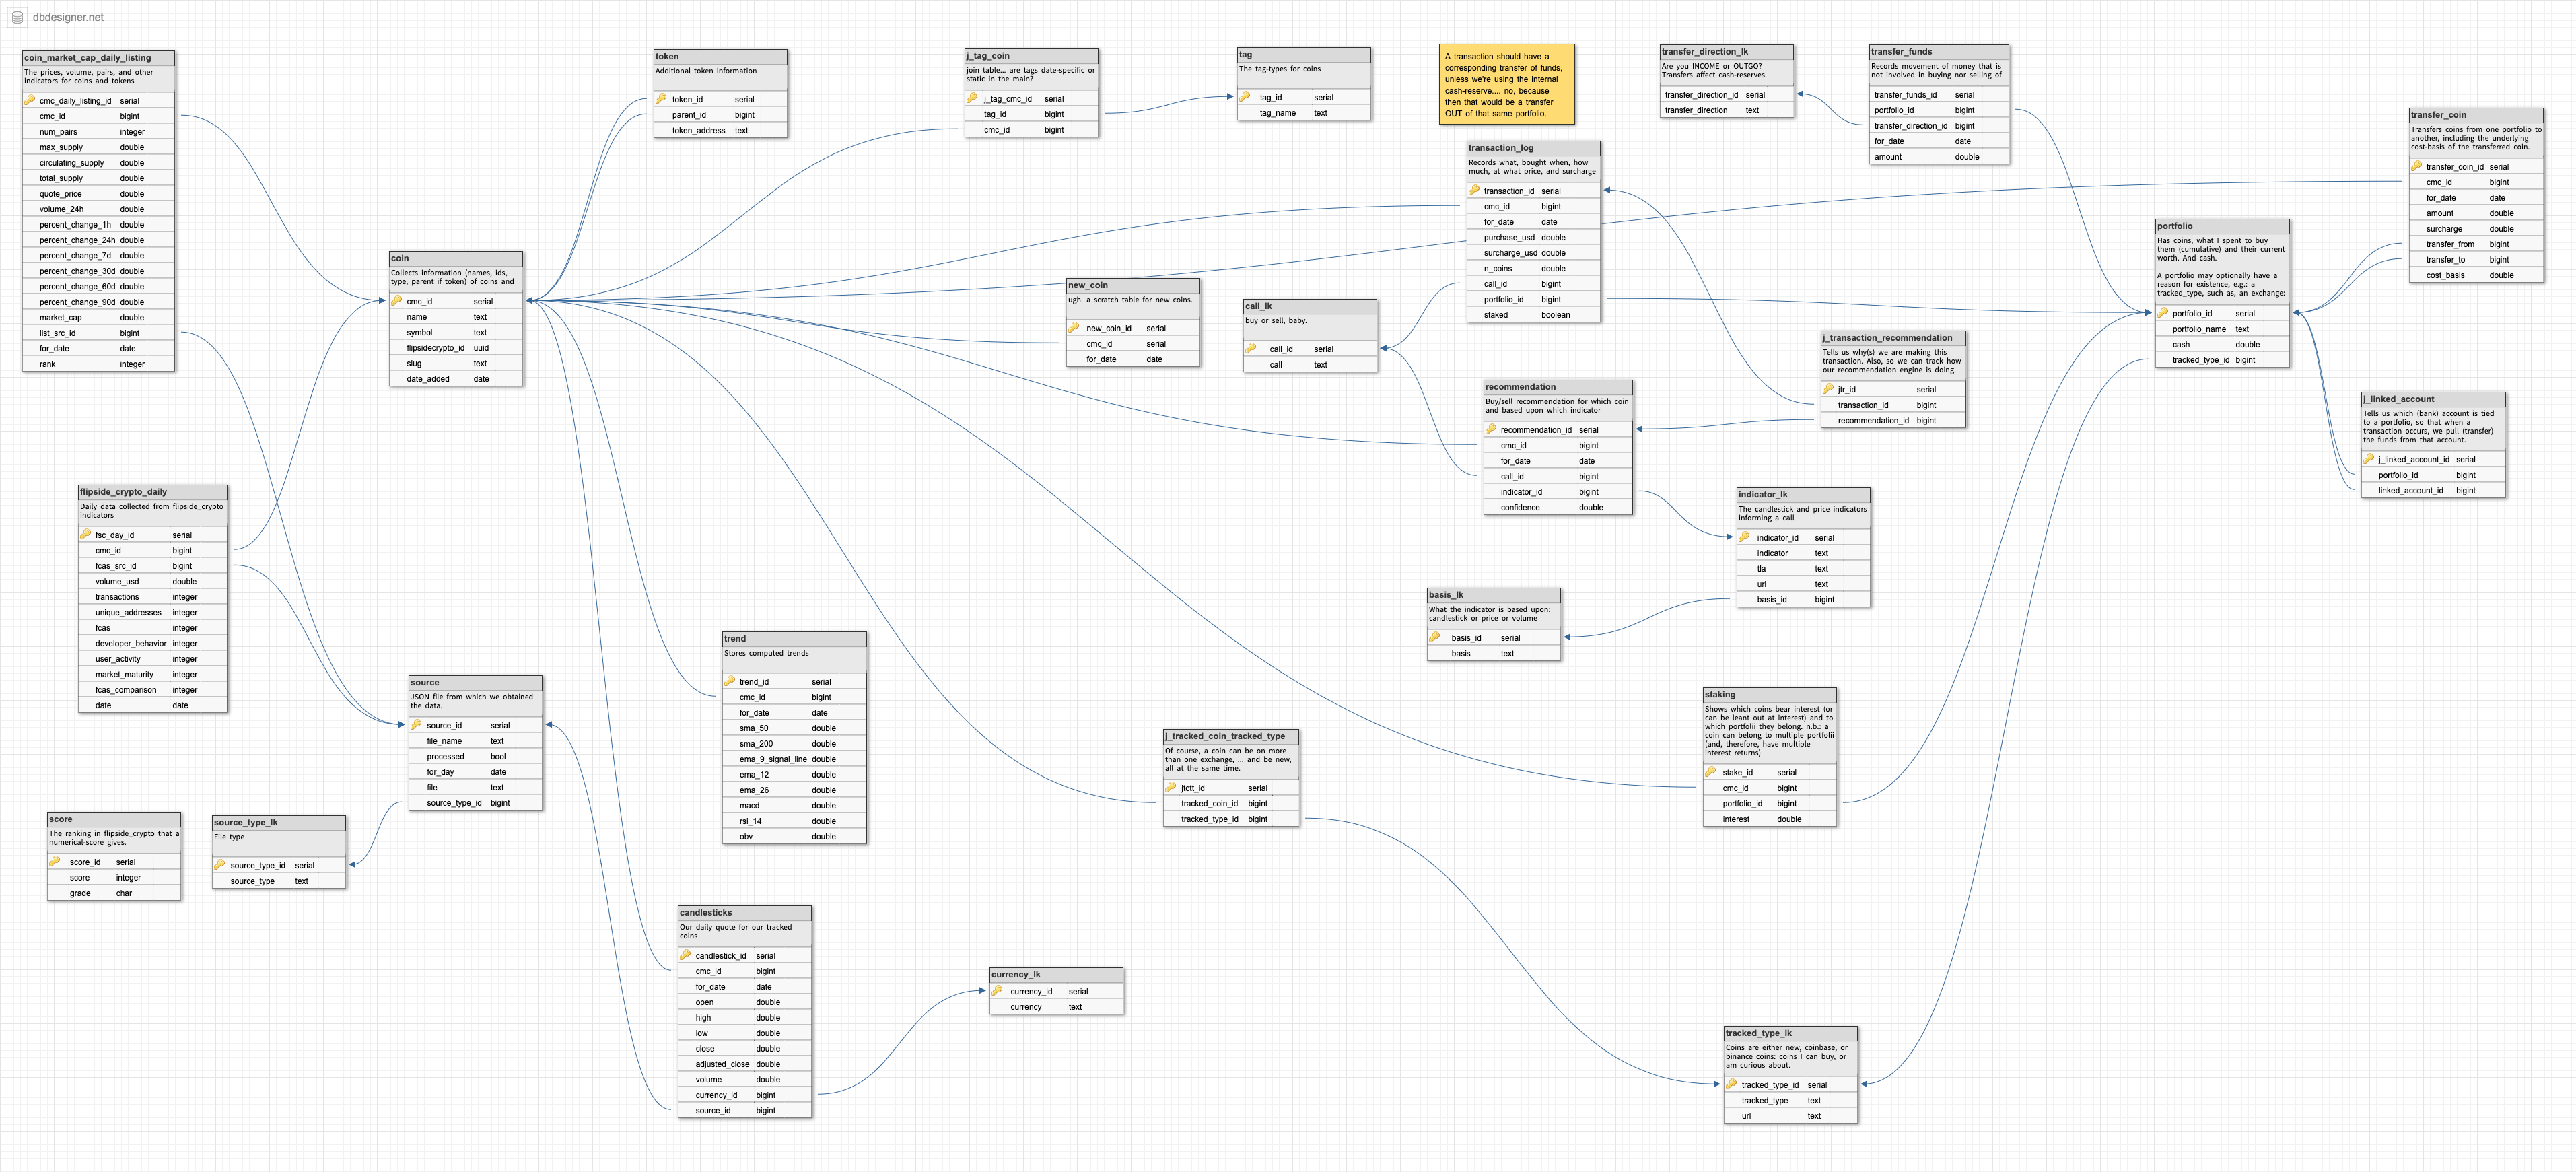 dbdesigner.net
coin_market_cap_daily_listing
The prices, volume, pairs, and other
indicators for coins and tokens
cmc_daily_listing_id serial
cmc_id bigint
num_pairs integer
max_supply double
circulating_supply double
total_supply double
quote_price double
volume_24h double
percent_change_1h double
percent_change_24h double
percent_change_7d double
percent_change_30d double
percent_change_60d double
percent_change_90d double
market_cap double
list_src_id bigint
for_date date
rank integer
token
Additional token information
token_id serial
parent_id bigint
token_address text
j_tag_coin
join table... are tags date-specific or
static in the main?
j_tag_cmc_id serial
tag_id bigint
cmc_id bigint
tag
The tag-types for coins
tag_id serial
tag_name text
A transaction should have a
corresponding transfer of funds,
unless we're using the internal
cash-reserve.... no, because
then that would be a transfer
OUT of that same portfolio.
transfer_direction_lk
Are you INCOME or OUTGO?
Transfers affect cash-reserves.
transfer_direction_id serial
transfer_direction text
transfer_funds
Records movement of money that is
not involved in buying nor selling of
transfer_funds_id serial
portfolio_id bigint
transfer_direction_id bigint
for_date date
amount double
transfer_coin
Transfers coins from one portfolio to
another, including the underlying
cost-basis of the transferred coin.
transfer_coin_id serial
cmc_id bigint
for_date date
amount double
surcharge double
transfer_from bigint
transfer_to bigint
cost_basis double
transaction_log
Records what, bought when, how
much, at what price, and surcharge
transaction_id serial
cmc_id bigint
for_date date
purchase_usd double
surcharge_usd double
n_coins double
call_id bigint
portfolio_id bigint
staked boolean
portfolio
Has coins, what I spent to buy
them (cumulative) and their current
worth. And cash.
A portfolio may optionally have a
reason for existence, e.g.: a
tracked_type, such as, an exchange:
portfolio_id serial
portfolio_name text
cash double
tracked_type_id bigint
coin
Collects information (names, ids,
type, parent if token) of coins and
cmc_id serial
name text
symbol text
flipsidecrypto_id uuid
slug text
date_added date
new_coin
ugh. a scratch table for new coins.
new_coin_id serial
cmc_id serial
for_date date
call_lk
buy or sell, baby.
call_id serial
call text
j_transaction_recommendation
Tells us why(s) we are making this
transaction. Also, so we can track how
our recommendation engine is doing.
jtr_id serial
transaction_id bigint
recommendation_id bigint
recommendation
Buy/sell recommendation for which coin
and based upon which indicator
recommendation_id serial
cmc_id bigint
for_date date
call_id bigint
indicator_id bigint
confidence double
j_linked_account
Tells us which (bank) account is tied
to a portfolio, so that when a
transaction occurs, we pull (transfer)
the funds from that account.
j_linked_account_id serial
portfolio_id bigint
linked_account_id bigint
flipside_crypto_daily
Daily data collected from flipside_crypto
indicators
fsc_day_id serial
cmc_id bigint
fcas_src_id bigint
volume_usd double
transactions integer
unique_addresses integer
fcas integer
developer_behavior integer
user_activity integer
market_maturity integer
fcas_comparison integer
date date
indicator_lk
The candlestick and price indicators
informing a call
indicator_id serial
indicator text
tla text
url text
basis_id bigint
basis_lk
What the indicator is based upon:
candlestick or price or volume
basis_id serial
basis text
trend
Stores computed trends
trend_id serial
cmc_id bigint
for_date date
sma_50 double
sma_200 double
ema_9_signal_line double
ema_12 double
ema_26 double
macd double
rsi_14 double
obv double
source
JSON file from which we obtained
the data.
source_id serial
file_name text
processed bool
for_day date
file text
source_type_id bigint
staking
Shows which coins bear interest (or
can be leant out at interest) and to
which portfolii they belong. n.b.: a
coin can belong to multiple portfolii
(and, therefore, have multiple
interest returns)
stake_id serial
cmc_id bigint
portfolio_id bigint
interest double
j_tracked_coin_tracked_type
Of course, a coin can be on more
than one exchange, ... and be new,
all at the same time.
jtctt_id serial
tracked_coin_id bigint
tracked_type_id bigint
score
The ranking in flipside_crypto that a
numerical-score gives.
score_id serial
score integer
grade char
source_type_lk
File type
source_type_id serial
source_type text
candlesticks
Our daily quote for our tracked
coins
candlestick_id serial
cmc_id bigint
for_date date
open double
high double
low double
close double
adjusted_close double
volume double
currency_id bigint
source_id bigint
currency_lk
currency_id serial
currency text
tracked_type_lk
Coins are either new, coinbase, or
binance coins: coins I can buy, or
am curious about.
tracked_type_id serial
tracked_type text
url text